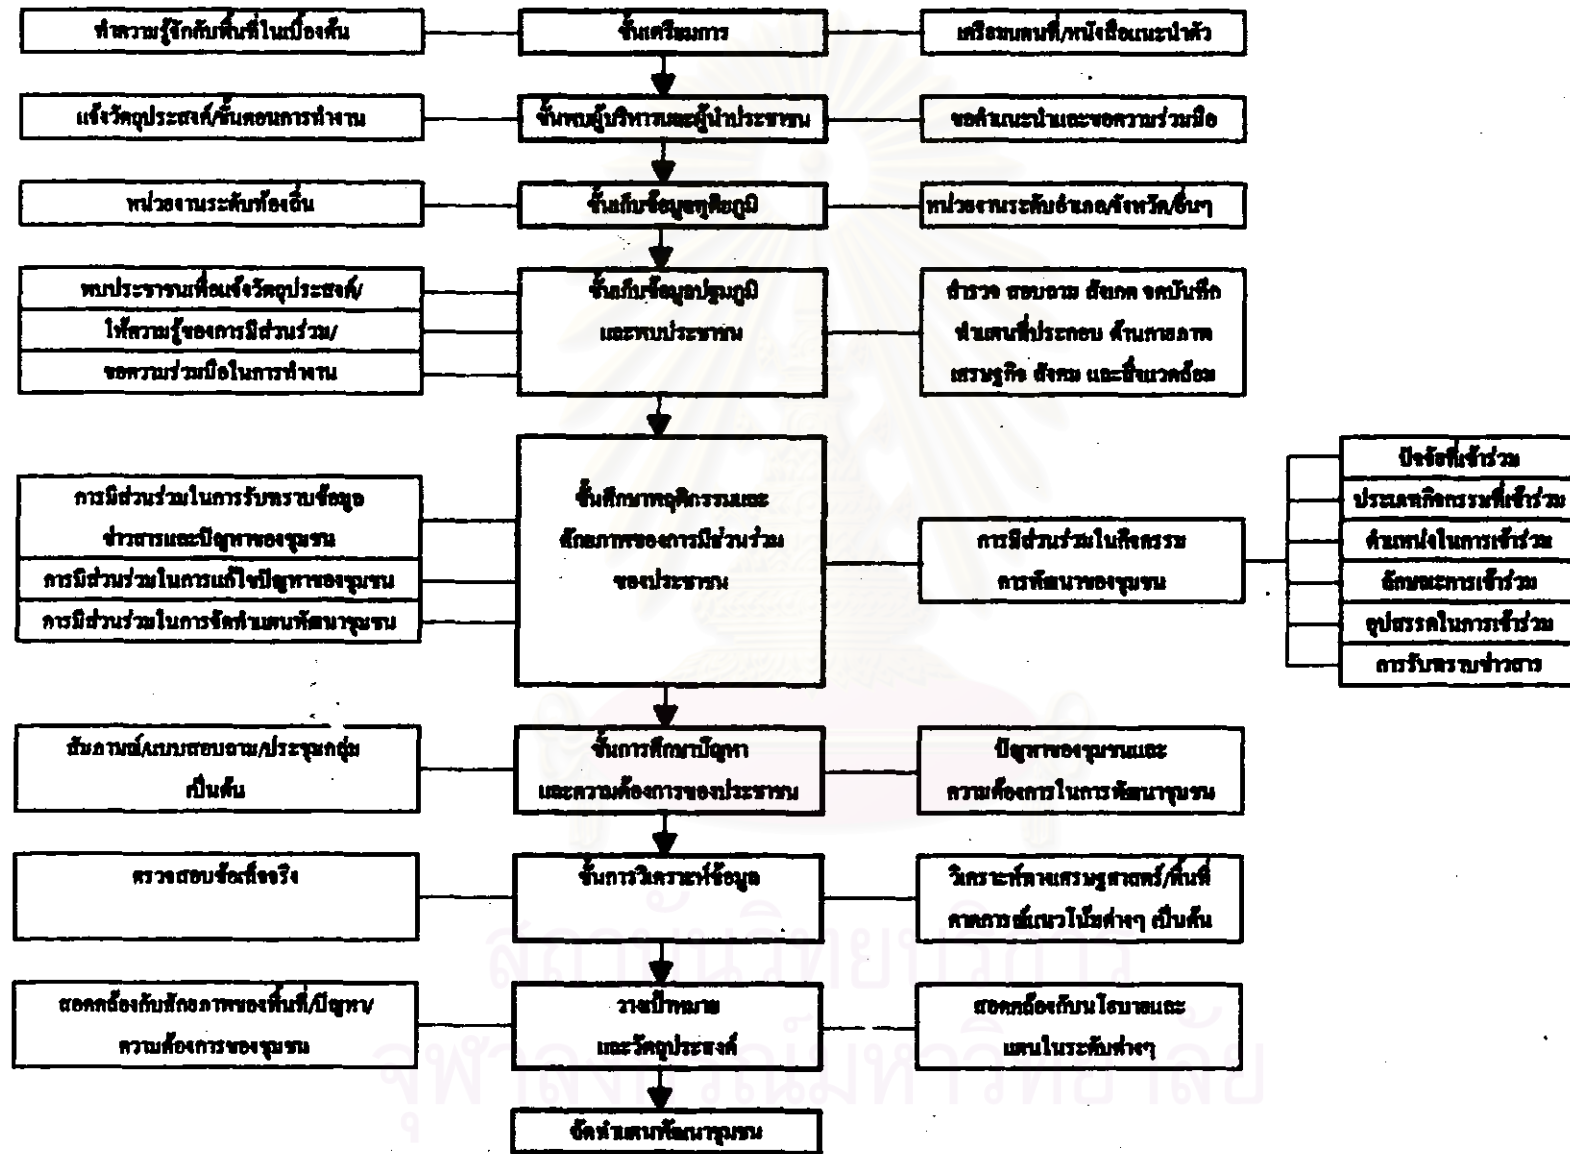 ทำความรู้จักกับพื้นที่ในเบื้องต้น
ขั้นเตรียมการ
เตรียมแผนที่/หนังสือแนะนำตัว
แจ้งวัตถุประสงค์/ขั้นตอนการทำงาน
ขั้นพบผู้บริหารและผู้นำประชาชน
ขอคำแนะนำและขอความร่วมมือ
หน่วยงานระดับท้องถิ่น
ขั้นเก็บข้อมูลทุติยภูมิ
หน่วยงานระดับอำเภอ/จังหวัด/อื่นๆ
พบประชาชนเพื่อแจ้งวัตถุประสงค์/
ให้ความรู้ของการมีส่วนร่วม/
ขอความร่วมมือในการทำงาน
ขั้นเก็บข้อมูลปฐมภูมิ
และพบประชาชน
สำรวจ สอบถาม สังเกต จดบันทึก
ทำแผนที่ประกอบ ด้านกายภาพ
เศรษฐกิจ สังคม และสิ่งแวดล้อม
การมีส่วนร่วมในการรับทราบข้อมูล
ข่าวสารและปัญหาของชุมชน
การมีส่วนร่วมในการแก้ไขปัญหาของชุมชน
การมีส่วนร่วมในการจัดทำแผนพัฒนาชุมชน
ขั้นศึกษาพฤติกรรมและ
ศักยภาพของการมีส่วนร่วม
ของประชาชน
การมีส่วนร่วมในกิจกรรม
การพัฒนาของชุมชน
ปัจจัยที่เข้าร่วม
ประเภทกิจกรรมที่เข้าร่วม
ตำแหน่งในการเข้าร่วม
ลักษณะการเข้าร่วม
อุปสรรคในการเข้าร่วม
การรับทราบข่าวสาร
สัมภาษณ์/แบบสอบถาม/ประชุมกลุ่ม
เป็นต้น
ขั้นการศึกษาปัญหา
และความต้องการของประชาชน
ปัญหาของชุมชนและ
ความต้องการในการพัฒนาชุมชน
ตรวจสอบข้อเท็จจริง
ขั้นการวิเคราะห์ข้อมูล
วิเคราะห์ทางเศรษฐศาสตร์/พื้นที่
คาดการณ์แนวโน้มต่างๆ เป็นต้น
สอดคล้องกับศักยภาพของพื้นที่/ปัญหา/
ความต้องการของชุมชน
วางเป้าหมาย
และวัตถุประสงค์
สอดคล้องกับนโยบายและ
แผนในระดับต่างๆ
จัดทำแผนพัฒนาชุมชน
สถาบันวิทยบริการ
จุฬาลงกรณ์มหาวิทยาลัย